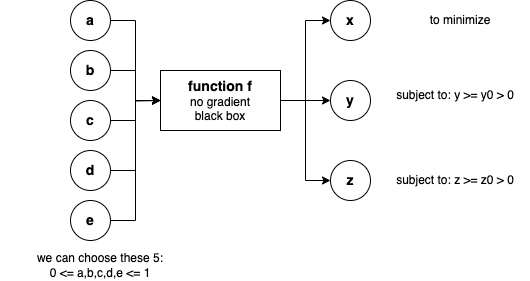 a
b
c
d
e
function f
no gradient
black box
x
to minimize
y
subject to: y >= y0 > 0
z
subject to: z >= z0 > 0
we can choose these 5:
0 <= a,b,c,d,e <= 1